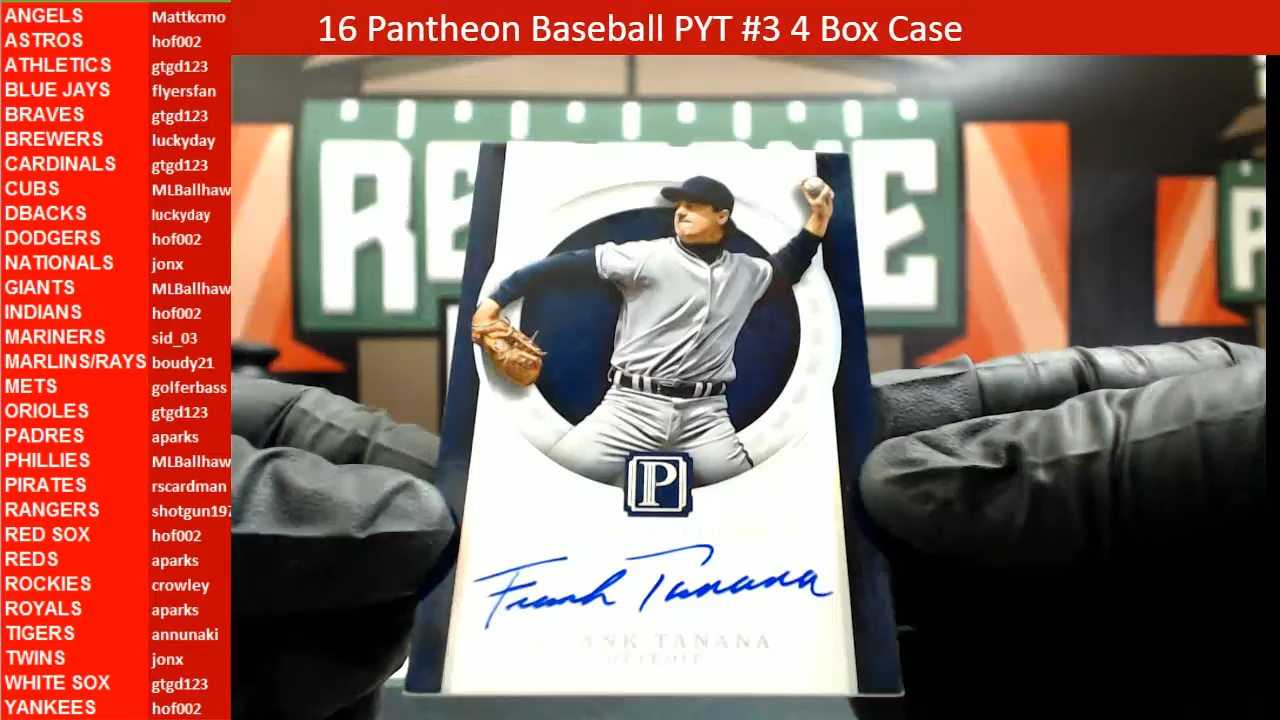 16 Pantheon Baseball PYT #3 4 Box Case
ANGELS Mattkcmo
ASTROS hof002
ATHLETICS gtgd123
BLUE JAYS flyersfan
BRAVES gtgd123
BREWERS luckyday
CARDINALS gtgd123
CUBS MLBallhaw
DBACKS luckyday
DODGERS hof002
NATIONALS jonx
GIANTS MLBallhaw
INDIANS hof002
MARINERS sid_03
MARLINS/RAYS boudy21
METS golferbass
ORIOLES gtgd123
PADRES aparks
PHILLIES MLBallhaw
PIRATES rscardman
RANGERS shotgun197
RED SOX hof002
REDS aparks
ROCKIES crowley
ROYALS aparks
TIGERS annunaki
TWINS jonx
WHITE SOX gtgd123
YANKEES hof002
P
Frank Tanana
ANK TANANA
DETROIT